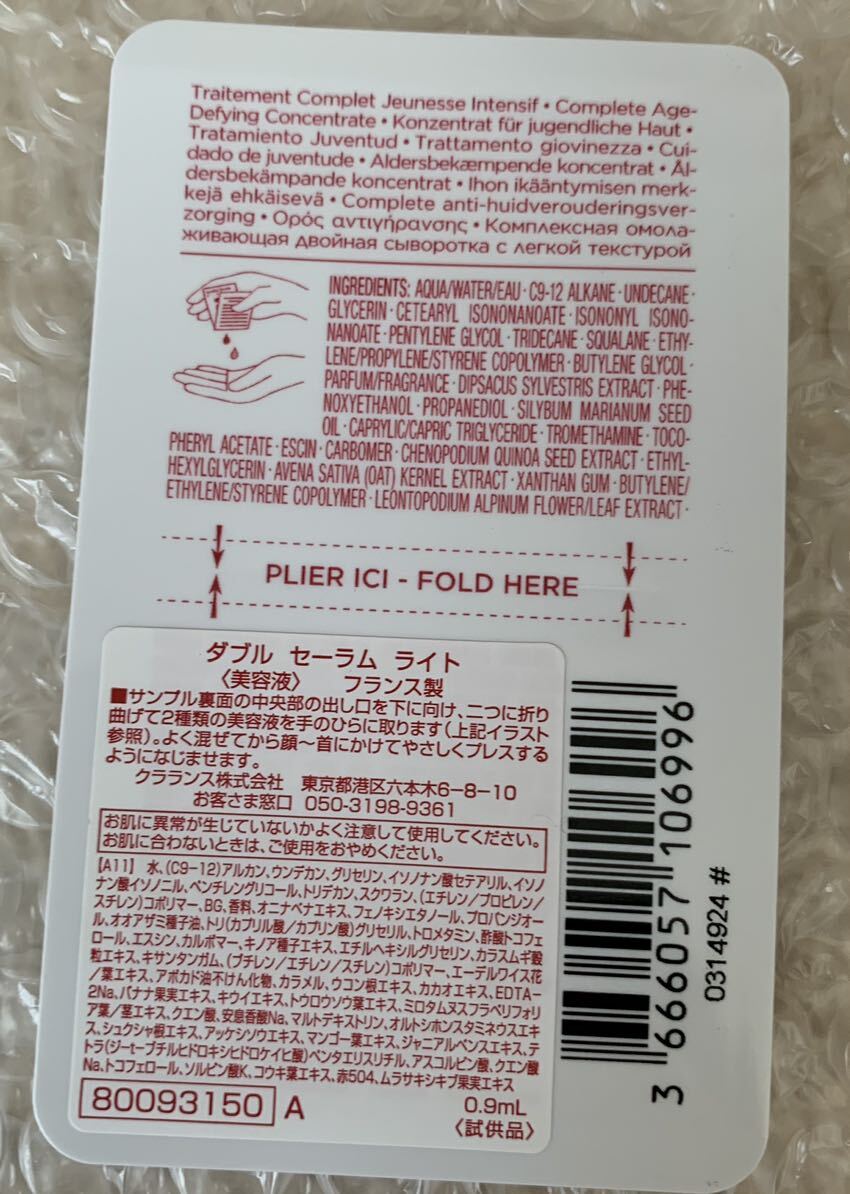 Traitement Complet Jeunesse Intensif • Complete Age-
Defying Concentrate • Konzentrat für jugendliche Haut •
Tratamiento Juventud • Trattamento giovinezza • Cui-
dado de juventude • Aldersbekæmpende koncentrat • Ål-
dersbekämpande koncentrat • Ihon ikääntymisen merk-
kejä ehkäisevä • Complete anti-huidverouderingsver-
zorging • Ορός αντιγήρανσης • Комплексная омола-
живающая двойная сыворотка с легкой текстурой
INGREDIENTS: AQUA/WATER/EAU · C9-12 ALKANE · UNDECANE ·
GLYCERIN · CETEARYL ISONONANOATE · ISONONYL ISONO-
NANOATE · PENTYLENE GLYCOL · TRIDECANE · SQUALANE · ETHY-
LENE/PROPYLENE/STYRENE COPOLYMER · BUTYLENE GLYCOL ·
PARFUM/FRAGRANCE · DIPSACUS SYLVESTRIS EXTRACT · PHE-
NOXYETHANOL · PROPANEDIOL · SILYBUM MARIANUM SEED
OIL · CAPRYLIC/CAPRIC TRIGLYCERIDE · TROMETHAMINE · TOCO-
PHERYL ACETATE · ESCIN · CARBOMER · CHENOPODIUM QUINOA SEED EXTRACT · ETHYL-
HEXYLGLYCERIN · AVENA SATIVA (OAT) KERNEL EXTRACT · XANTHAN GUM · BUTYLENE/
ETHYLENE/STYRENE COPOLYMER · LEONTOPODIUM ALPINUM FLOWER/LEAF EXTRACT ·
PLIER ICI - FOLD HERE
ダブル セーラム ライト
〈美容液〉 フランス製
■サンプル裏面の中央部の出し口を下に向け、二つに折り
曲げて2種類の美容液を手のひらに取ります(上記イラスト
参照)。よく混ぜてから顔〜首にかけてやさしくプレスする
ようになじませます。
クラランス株式会社 東京都港区六本木6-8-10
お客さま窓口 050-3198-9361
お肌に異常が生じていないかよく注意して使用してください。
お肌に合わないときは、ご使用をおやめください。
【A11】 水、(C9-12)アルカン、ウンデカン、グリセリン、イソノナン酸セテアリル、イソノ
ナン酸イソノニル、ペンチレングリコール、トリデカン、スクワラン、(エチレン/プロピレン/
スチレン)コポリマー、BG、香料、オニナベナエキス、フェノキシエタノール、プロパンジオー
ル、オオアザミ種子油、トリ(カプリル酸/カプリン酸)グリセリル、トロメタミン、酢酸トコフェ
ロール、エスシン、カルボマー、キノア種子エキス、エチルヘキシルグリセリン、カラスムギ穀
粒エキス、キサンタンガム、(ブチレン/エチレン/スチレン)コポリマー、エーデルワイス花
/葉エキス、アボカド油不けん化物、カラメル、ウコン根エキス、カカオエキス、EDTA-
2Na、バナナ果実エキス、キウイエキス、トウロウソウ葉エキス、ミロタムヌスフラベリフォリ
ア葉/茎エキス、クエン酸、安息香酸Na、マルトデキストリン、オルトシホンスタミネウスエキ
ス、シュクシャ根エキス、アッケシソウエキス、マンゴー葉エキス、ジャニアルベンスエキス、テ
トラ(ジ-t-ブチルヒドロキシヒドロケイヒ酸)ペンタエリスリチル、アスコルビン酸、クエン酸
Na、トコフェロール、ソルビン酸K、コウキ葉エキス、赤504、ムラサキシキブ果実エキス
80093150 A
0.9mL
〈試供品〉
3 666057 106996
0314924 #